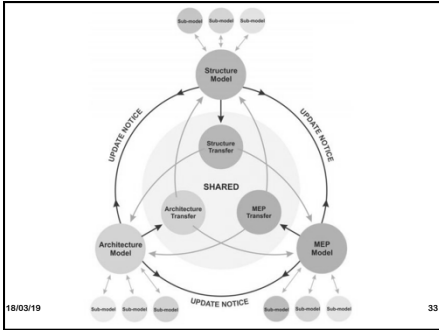 Sub-model Sub-model Sub-model
Structure
Model
UPDATE NOTICE
UPDATE NOTICE
Structure
Transfer
SHARED
Architecture
Transfer
MEP
Transfer
Architecture
Model
MEP
Model
UPDATE NOTICE
Sub-model Sub-model Sub-model
Sub-model Sub-model Sub-model
18/03/19
33